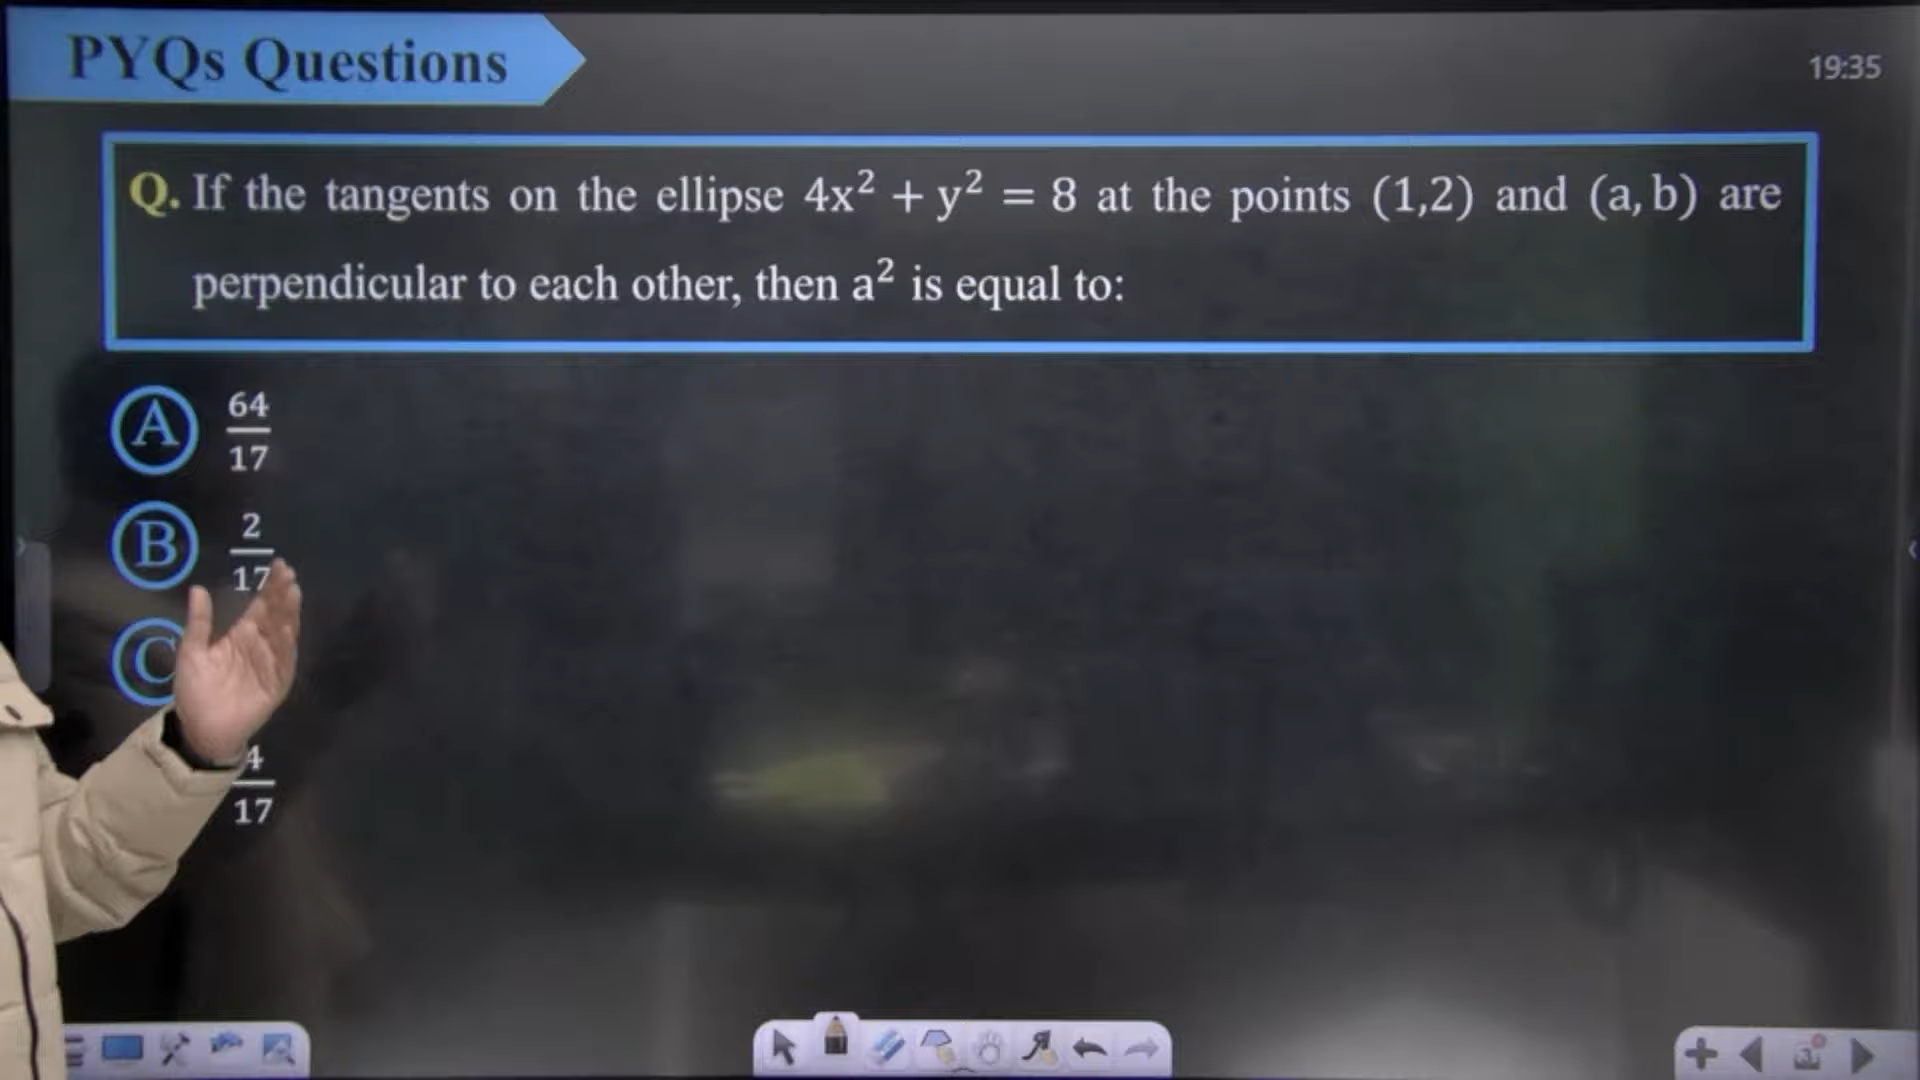 PYQs Questions
19:35
Q. If the tangents on the ellipse 4x² + y² = 8 at the points (1,2) and (a, b) are
perpendicular to each other, then a² is equal to:
A 64/17
B 2/17
C
4/17